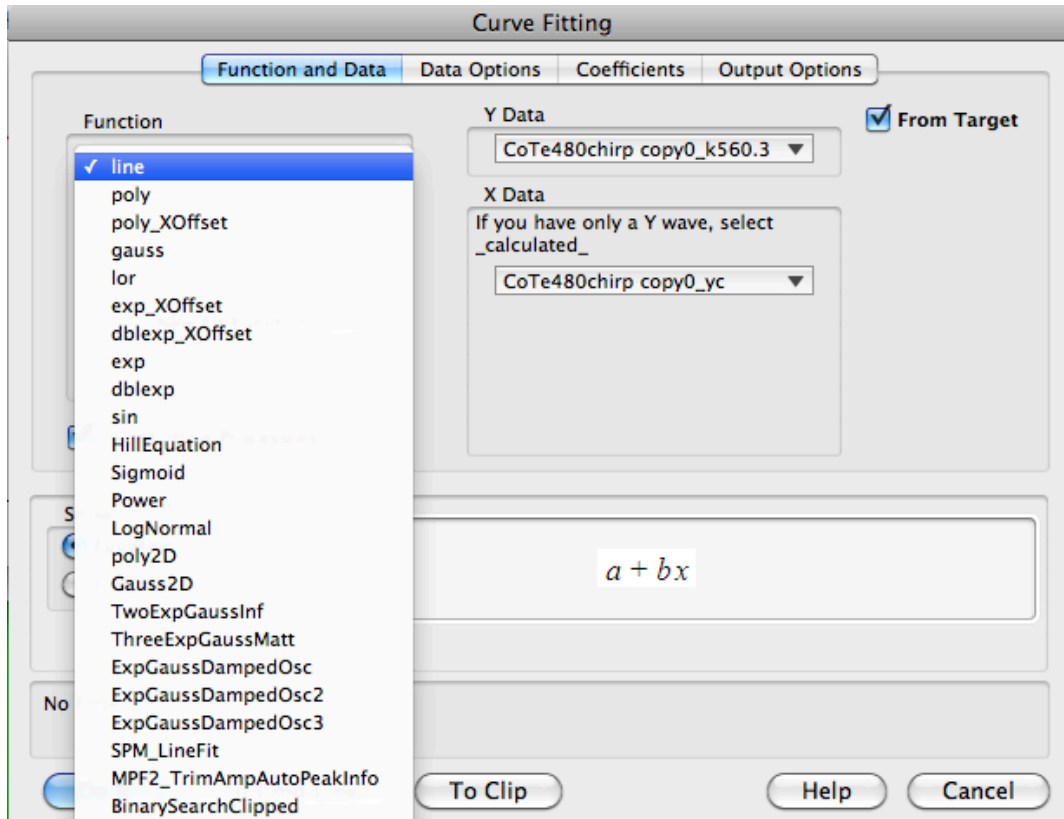 Curve Fitting
Function and Data
Data Options
Coefficients
Output Options
Function
✓ line
poly
poly_XOffset
gauss
lor
exp_XOffset
dblexp_XOffset
exp
dblexp
sin
HillEquation
Sigmoid
Power
LogNormal
poly2D
Gauss2D
TwoExpGaussInf
ThreeExpGaussMatt
ExpGaussDampedOsc
ExpGaussDampedOsc2
ExpGaussDampedOsc3
SPM_LineFit
MPF2_TrimAmpAutoPeakInfo
BinarySearchClipped
Y Data
CoTe480chirp copy0_k560.3
From Target
X Data
If you have only a Y wave, select
_calculated_
CoTe480chirp copy0_yc
a + bx
No
To Clip
Help
Cancel